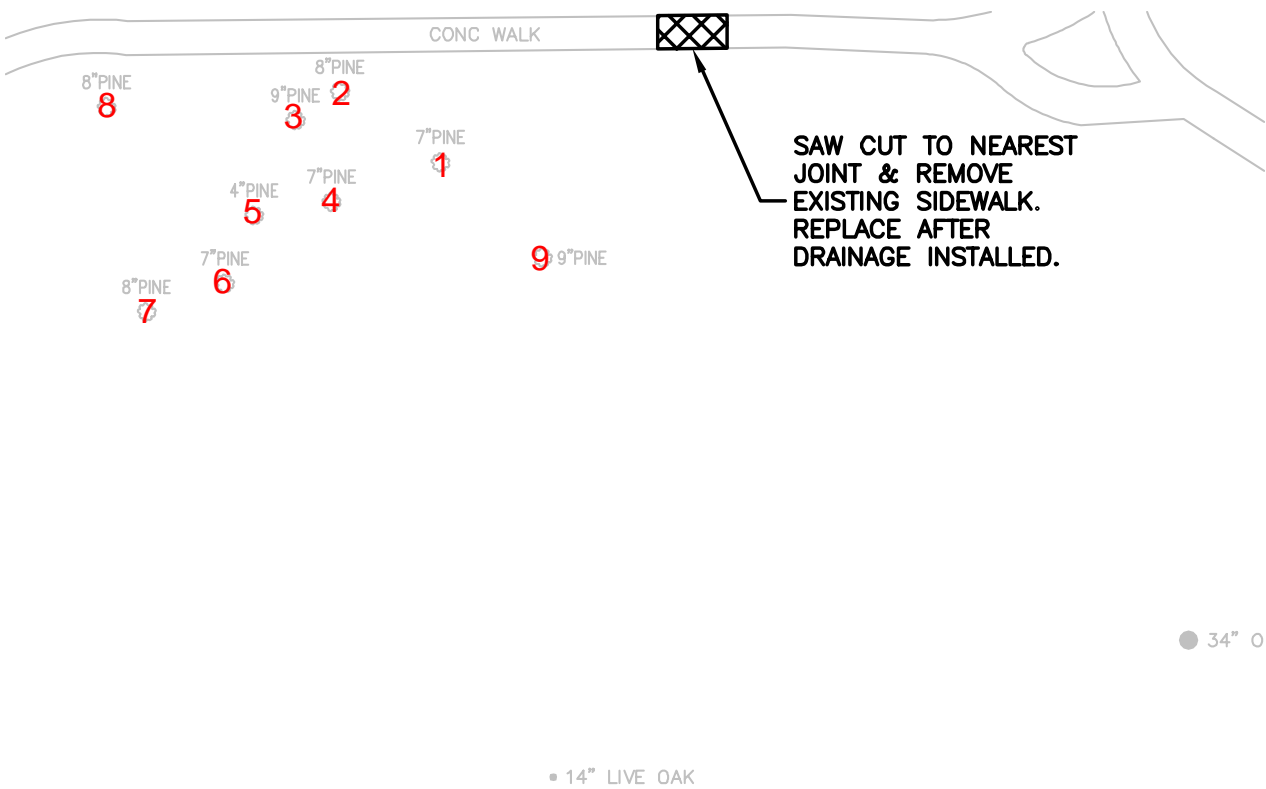 CONC WALK
8"PINE
8"PINE
9"PINE
8
3
2
7"PINE
1
SAW CUT TO NEAREST
JOINT & REMOVE
EXISTING SIDEWALK.
REPLACE AFTER
DRAINAGE INSTALLED.
7"PINE
4
4"PINE
5
7"PINE
6
9
9"PINE
8"PINE
7
34" O
14" LIVE OAK